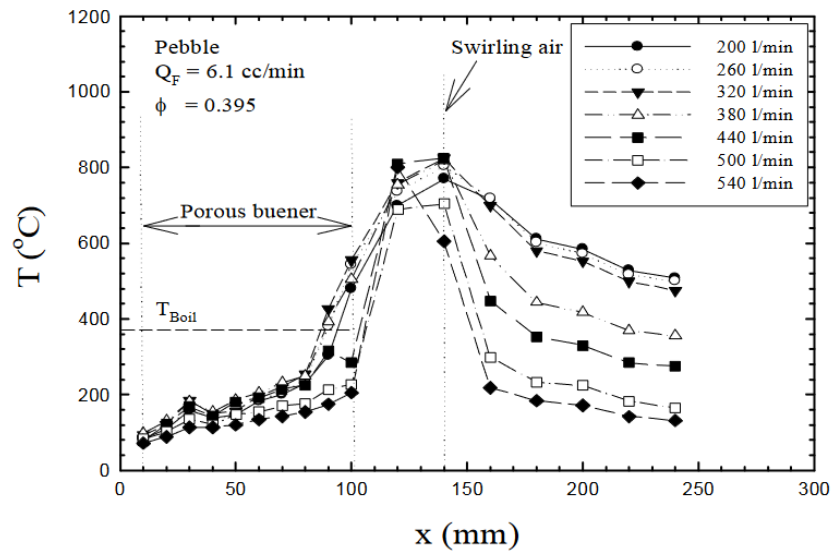 1200
1000
800
600
400
200
0
T (°C)
Pebble
Q_F = 6.1 cc/min
ϕ = 0.395
Swirling air
Porous buener
T_Boil
200 l/min
260 l/min
320 l/min
380 l/min
440 l/min
500 l/min
540 l/min
0 50 100 150 200 250 300
x (mm)